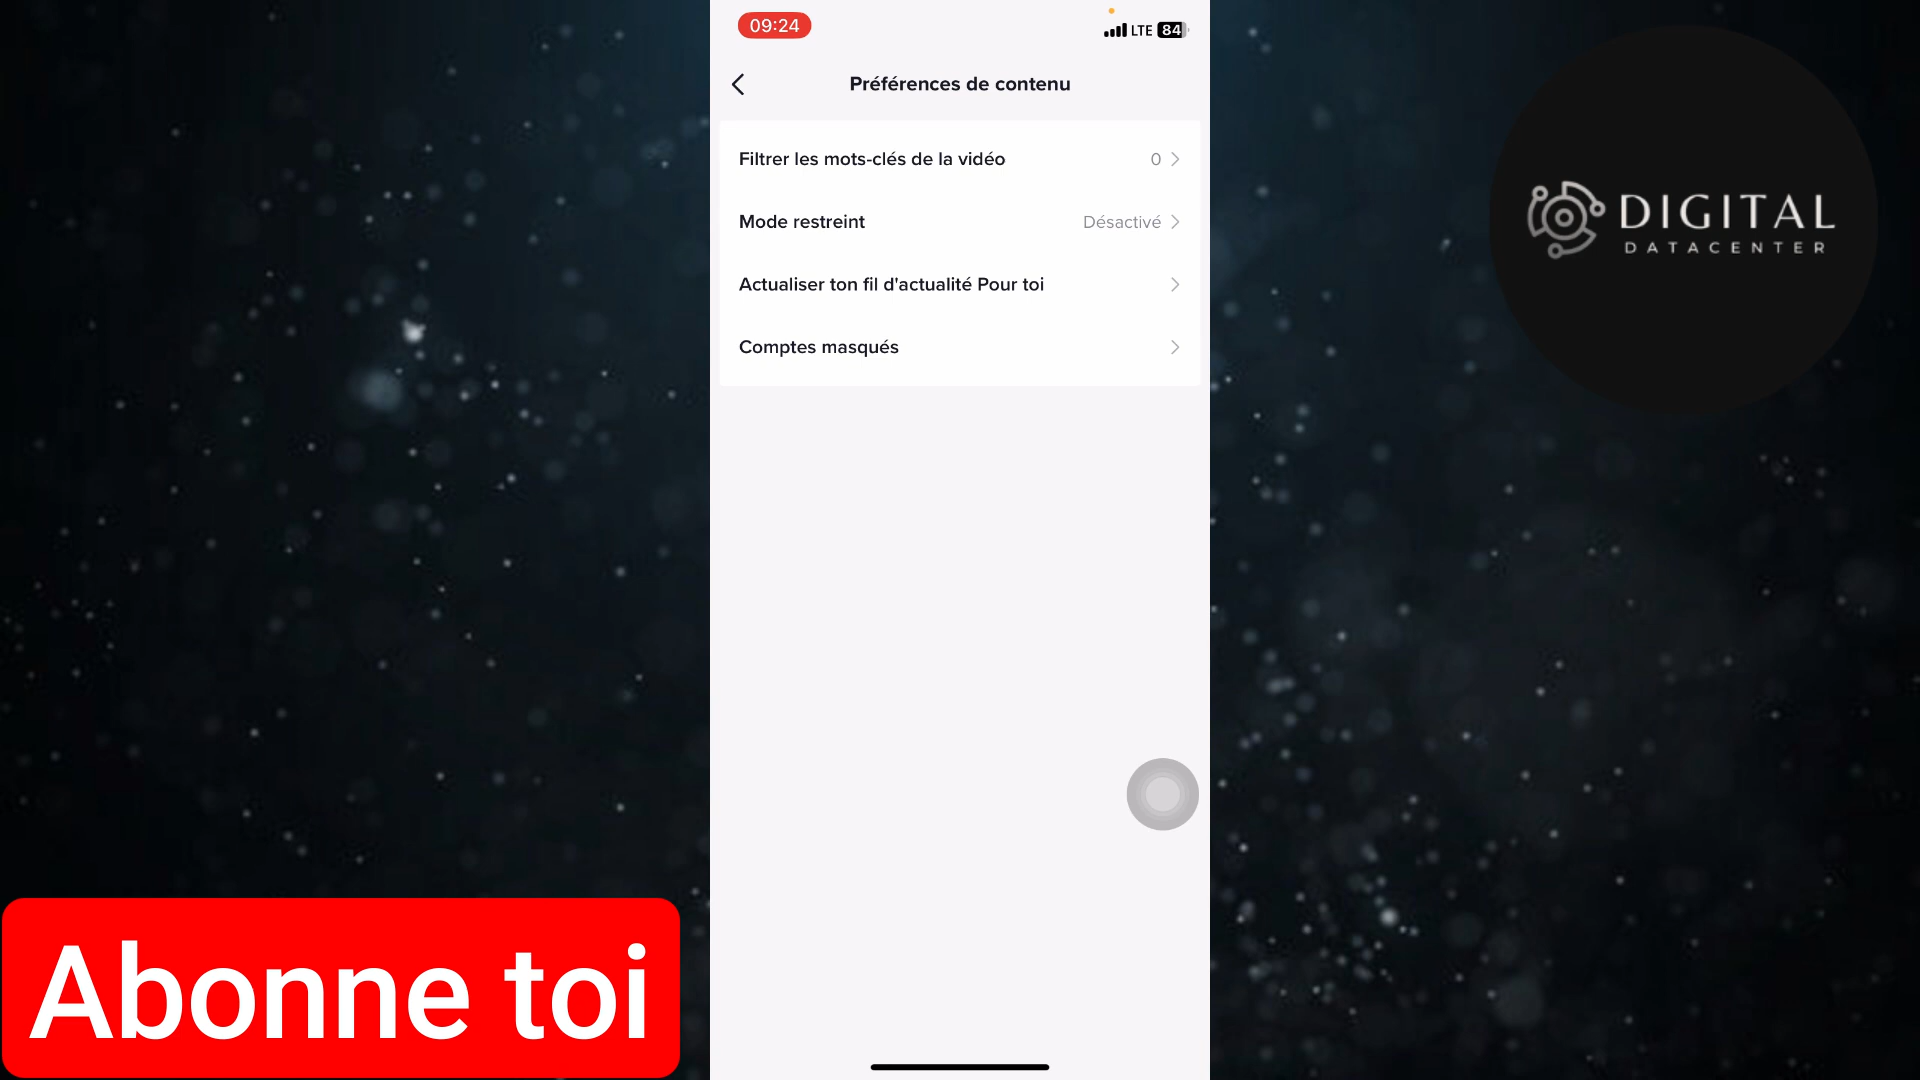 09:24
LTE 84
Préférences de contenu
Filtrer les mots-clés de la vidéo 0
Mode restreint Désactivé
Actualiser ton fil d'actualité Pour toi
Comptes masqués
DIGITAL
DATACENTER
Abonne toi